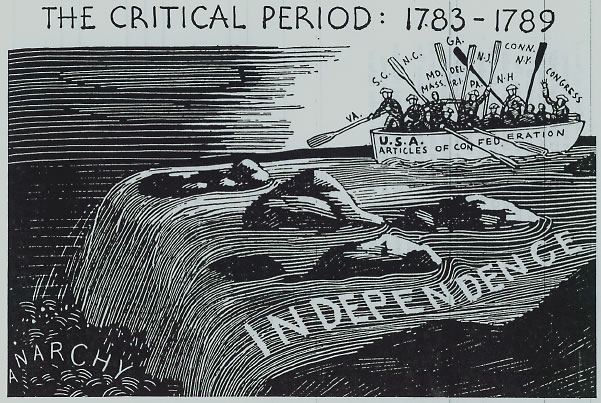 THE CRITICAL PERIOD: 1783-1789
VA.
S.C.
N.C.
GA.
MD.
MASS.
DEL.
R.I.
PA.
N.J.
N.H
CONN.
N.Y.
CONGRESS
U.S.A.
ARTICLES OF CONFEDERATION
INDEPENDENCE
ANARCHY